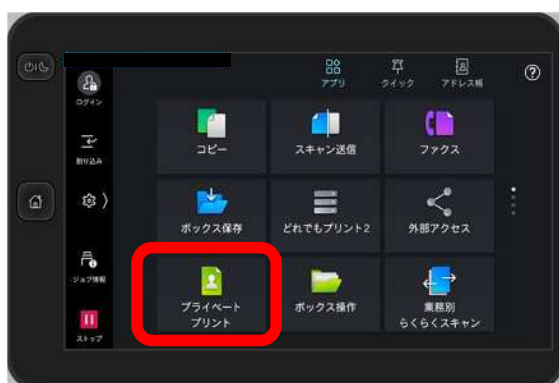 アプリ
クイック
アドレス帳
ログイン
割り込み
ジョブ情報
ストップ
コピー
スキャン送信
ファクス
ボックス保存
どれでもプリント2
外部アクセス
プライベート
プリント
ボックス操作
業務別
らくらくスキャン